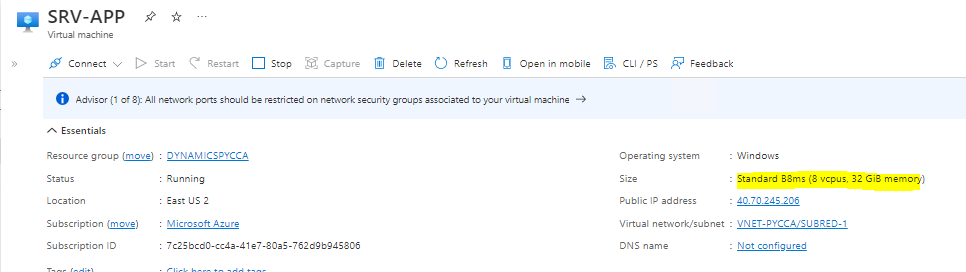 SRV-APP
Virtual machine
Connect Start Restart Stop Capture Delete Refresh Open in mobile CLI / PS Feedback
Advisor (1 of 8): All network ports should be restricted on network security groups associated to your virtual machine →
Essentials
Resource group (move) : DYNAMICSPYCCA
Operating system : Windows
Status : Running
Size : Standard B8ms (8 vcpus, 32 GiB memory)
Location : East US 2
Public IP address : 40.70.245.206
Subscription (move) : Microsoft Azure
Virtual network/subnet : VNET-PYCCA/SUBRED-1
Subscription ID : 7c25bcd0-cc4a-41e7-80a5-762d9b945806
DNS name : Not configured
Tags (edit) : Click here to add tags